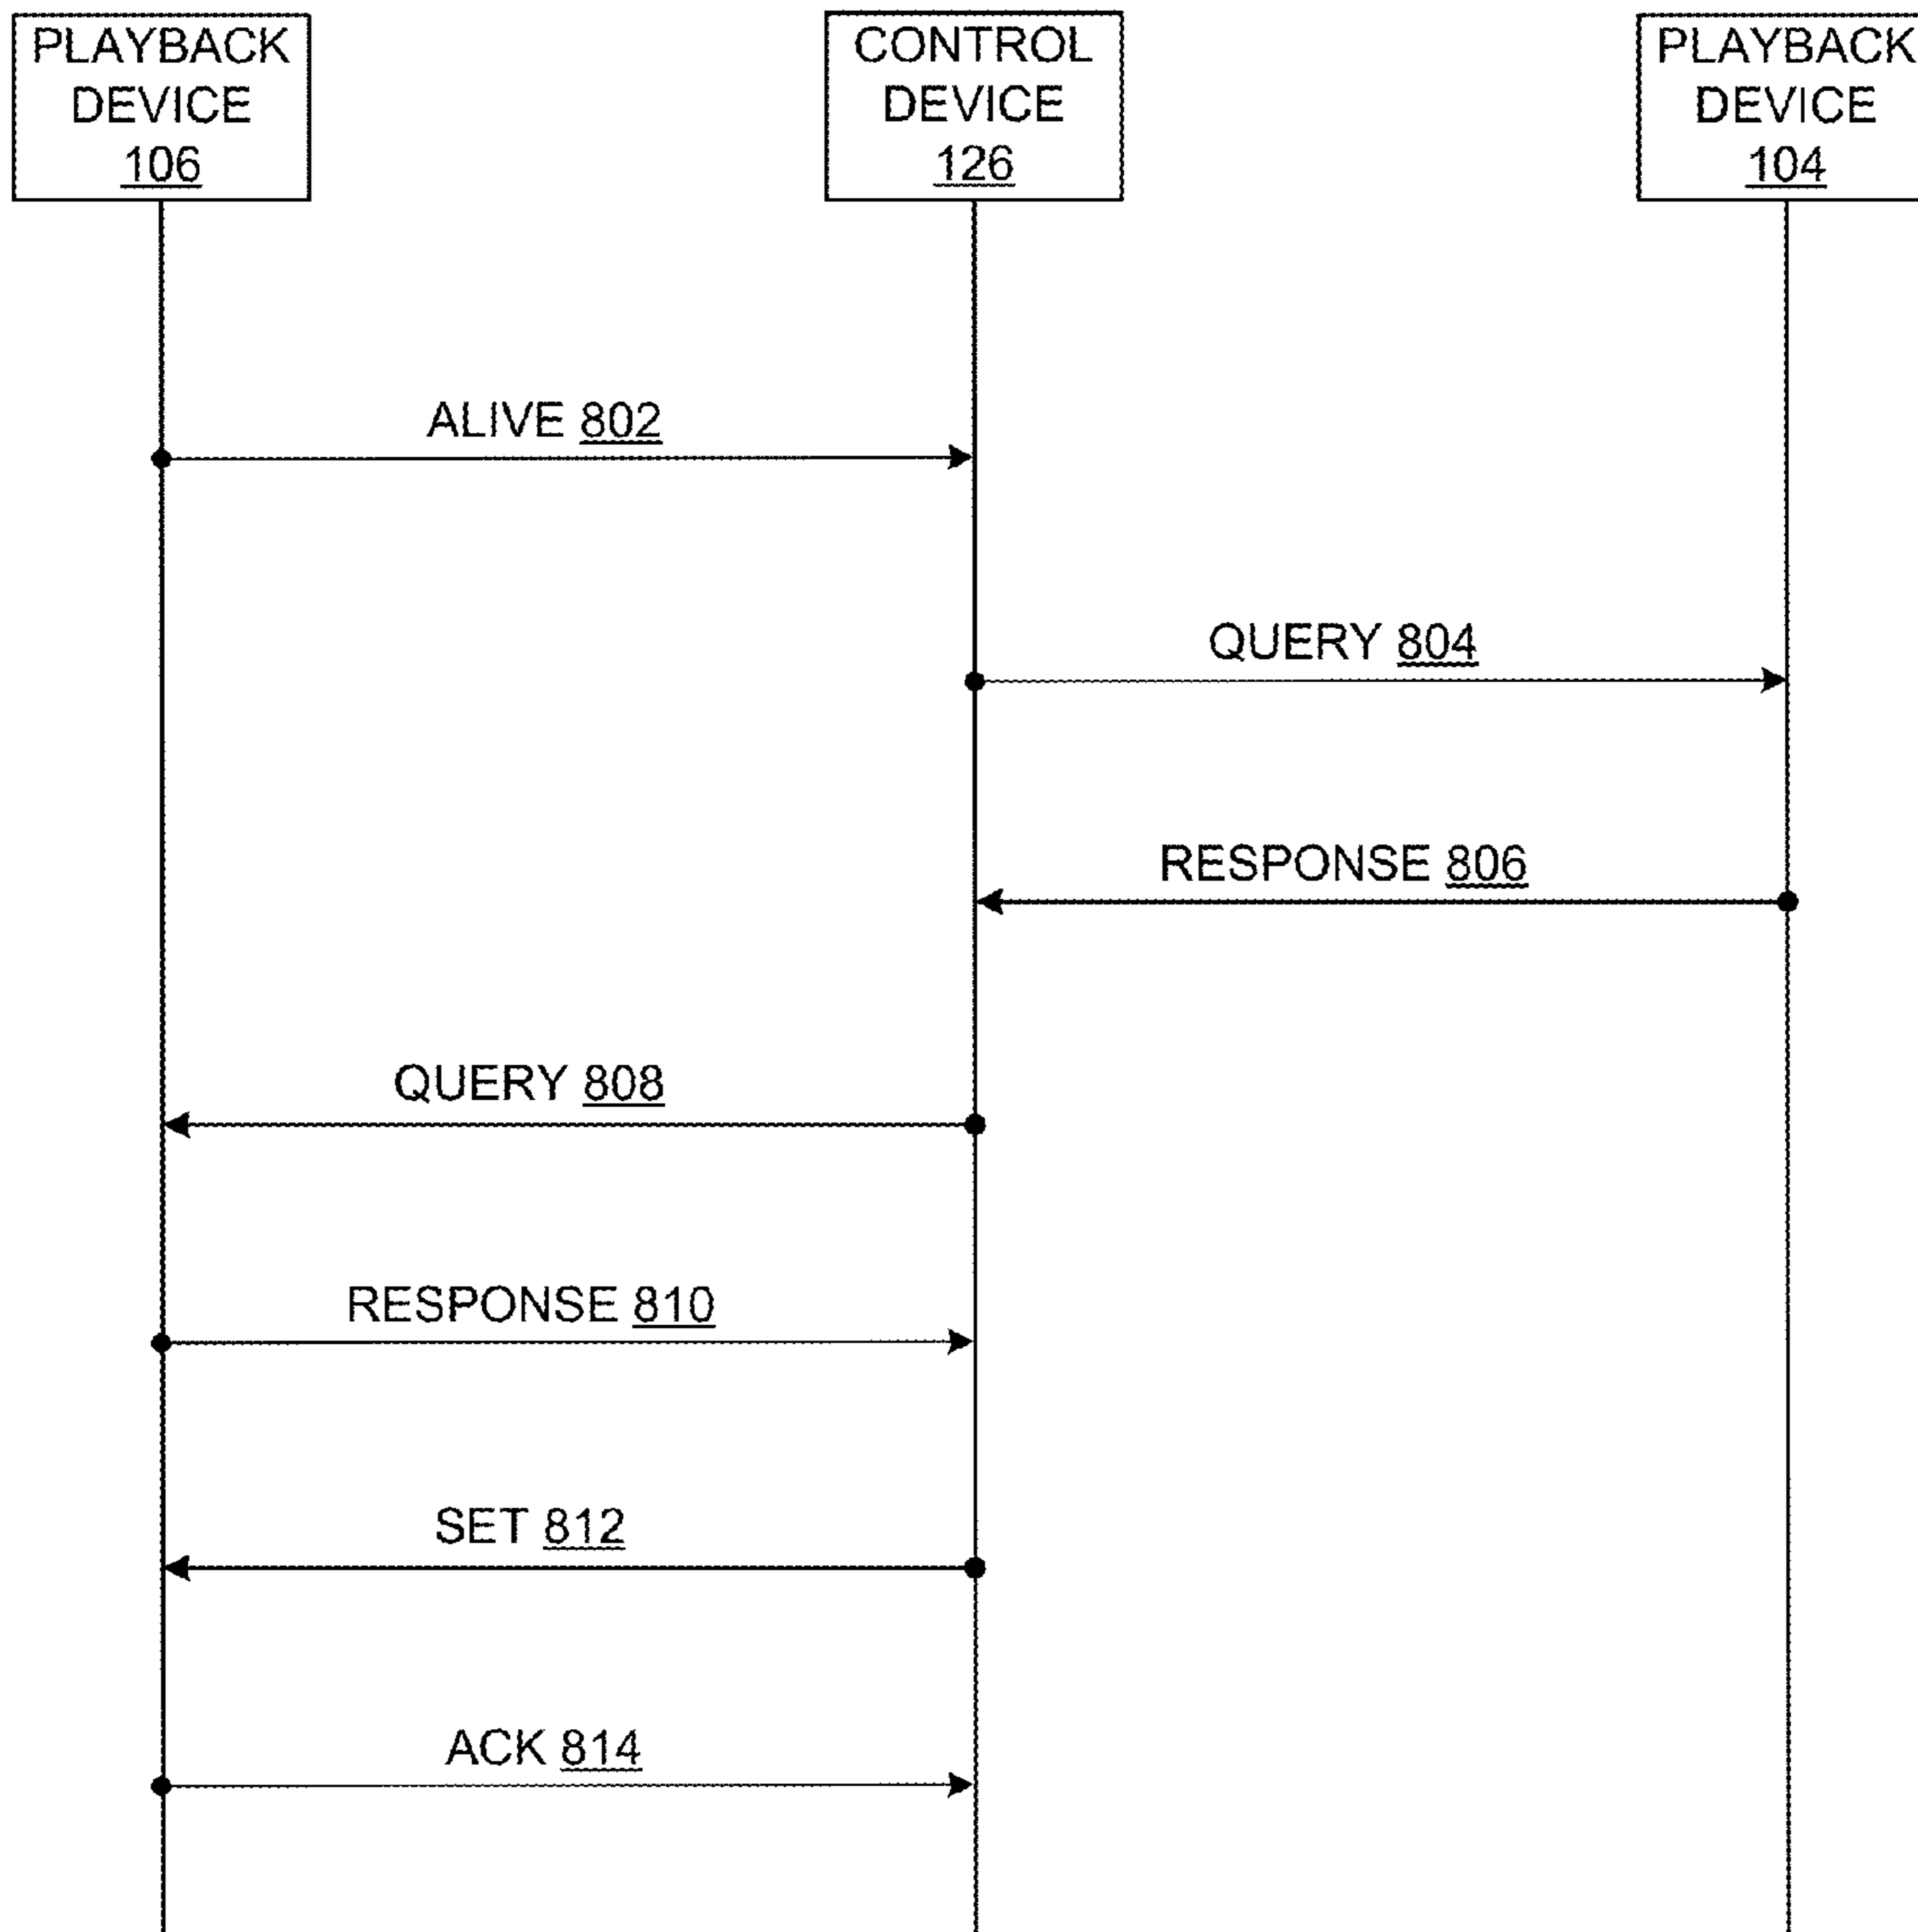 PLAYBACK
DEVICE
106
CONTROL
DEVICE
126
PLAYBACK
DEVICE
104
ALIVE 802
QUERY 804
RESPONSE 806
QUERY 808
RESPONSE 810
SET 812
ACK 814